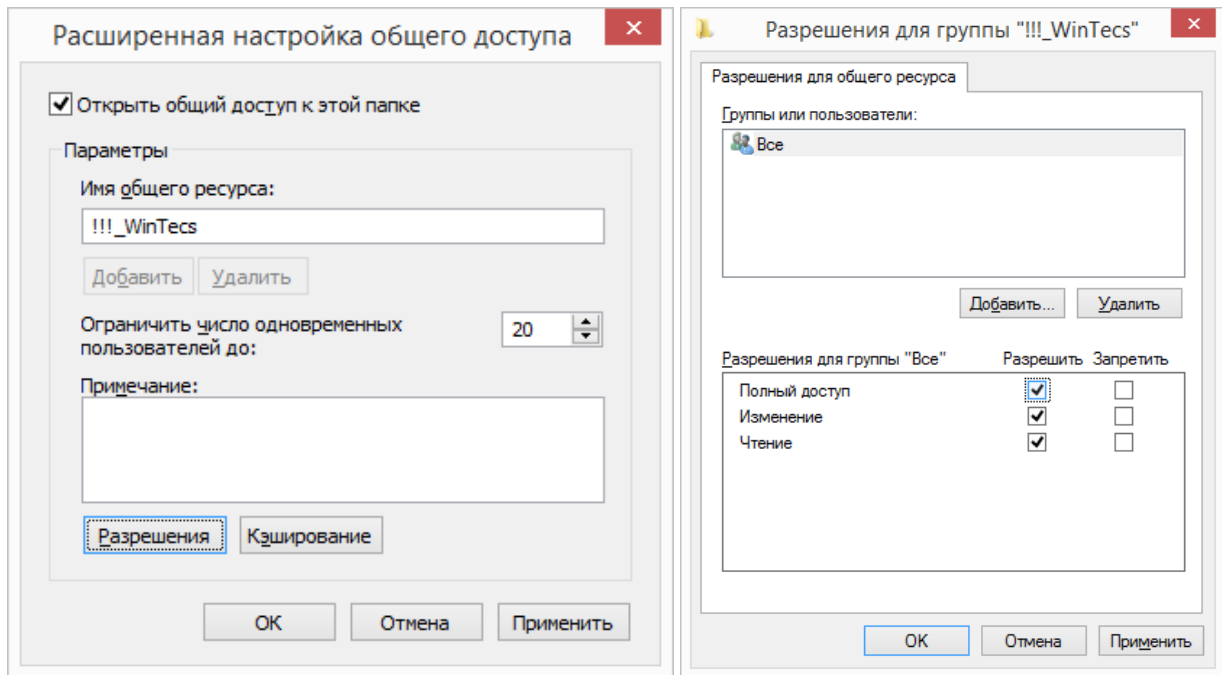 Расширенная настройка общего доступа
Открыть общий доступ к этой папке
Параметры
Имя общего ресурса:
!!!_WinTecs
Добавить Удалить
Ограничить число одновременных
пользователей до:
20
Примечание:
Разрешения Кэширование
ОК Отмена Применить
Разрешения для группы "!!!_WinTecs"
Разрешения для общего ресурса
Группы или пользователи:
Все
Добавить... Удалить
Разрешения для группы "Все" Разрешить Запретить
Полный доступ
Изменение
Чтение
ОК Отмена Применить